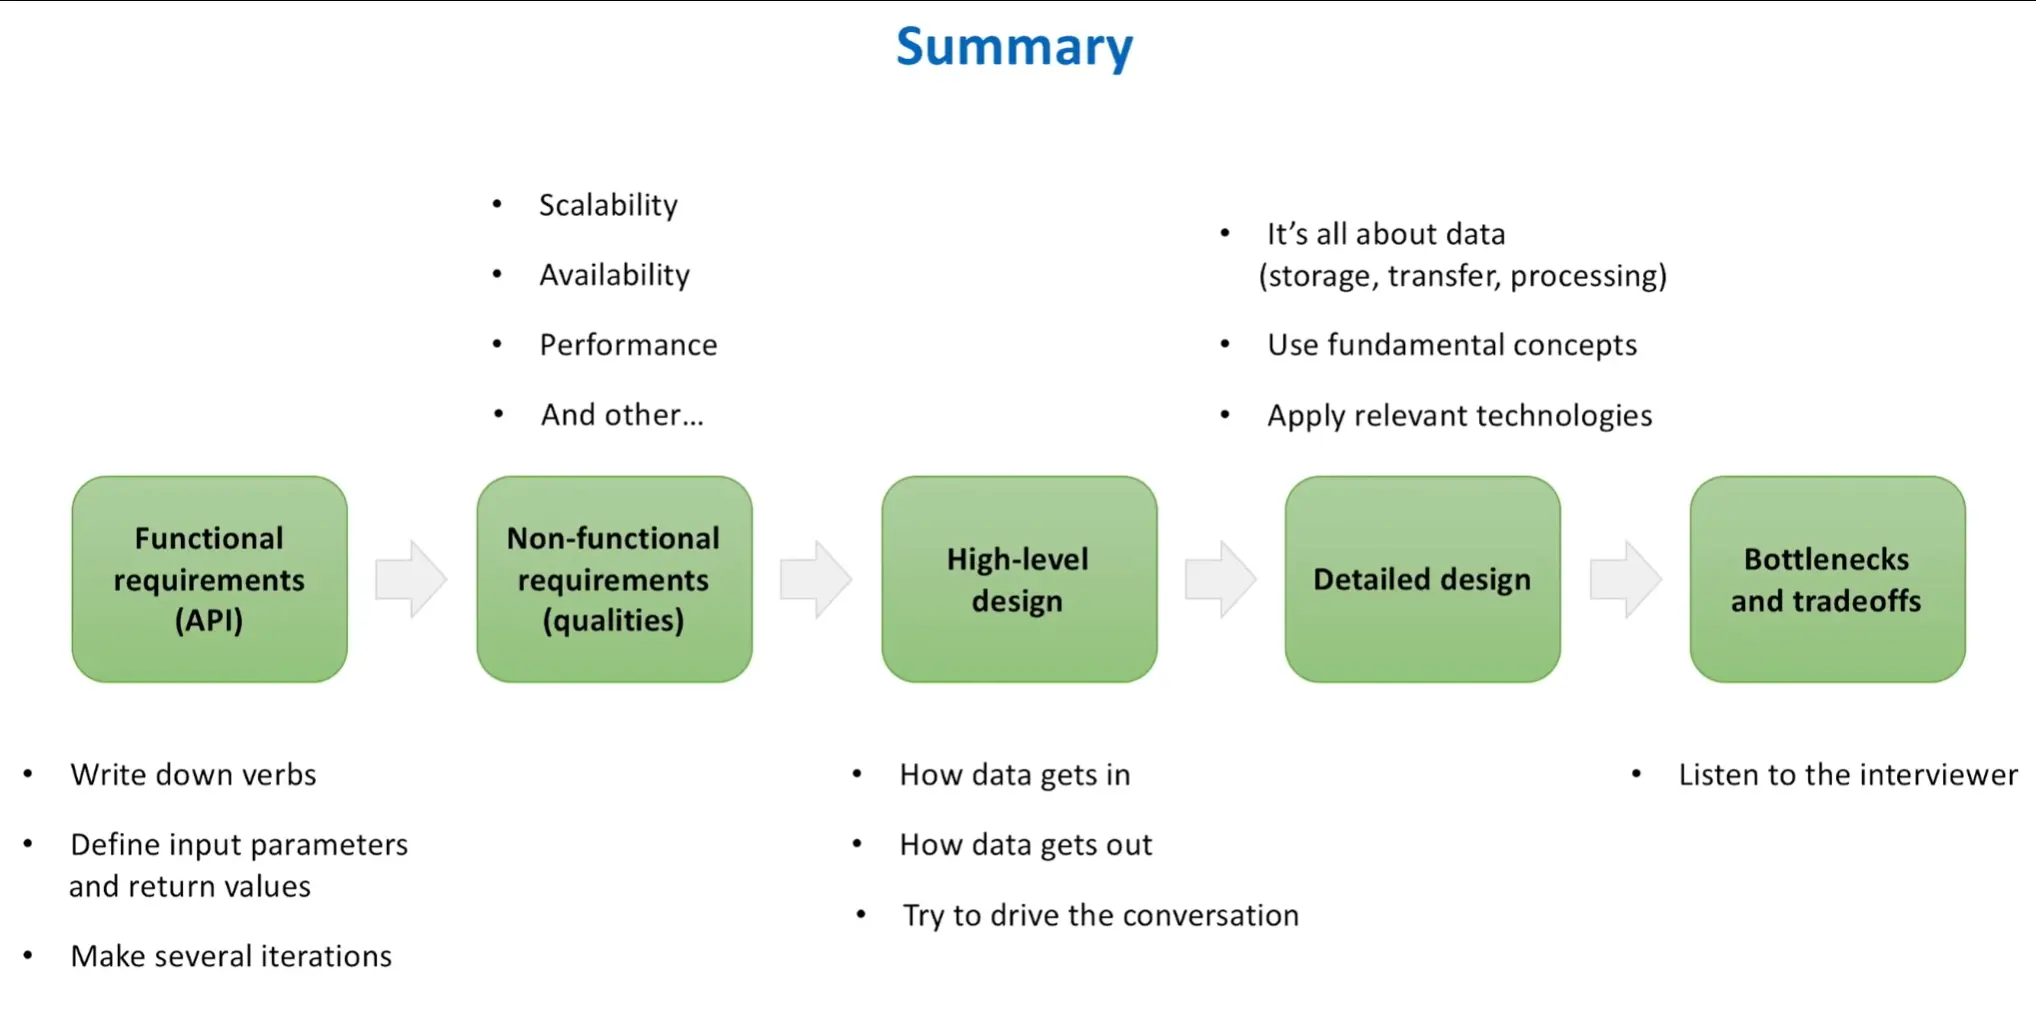 Summary
• Scalability
• Availability
• Performance
• And other...
• It's all about data
(storage, transfer, processing)
• Use fundamental concepts
• Apply relevant technologies
Functional
requirements
(API)
Non-functional
requirements
(qualities)
High-level
design
Detailed design
Bottlenecks
and tradeoffs
• Write down verbs
• Define input parameters
and return values
• Make several iterations
• How data gets in
• How data gets out
• Try to drive the conversation
• Listen to the interviewer